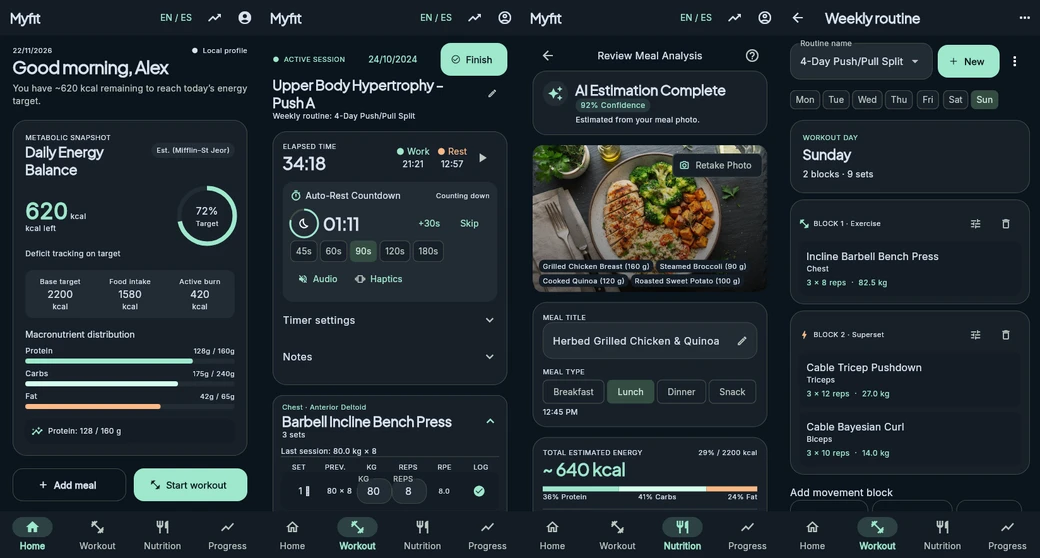 Myfit
EN / ES
22/11/2026
Local profile
Good morning, Alex
You have ~620 kcal remaining to reach today's energy
target.
METABOLIC SNAPSHOT
Daily Energy
Balance
Est. (Mifflin–St Jeor)
620 kcal
kcal left
72%
Target
Deficit tracking on target
Base target
2200
kcal
Food intake
1580
kcal
Active burn
420
kcal
Macronutrient distribution
Protein
128g / 160g
Carbs
175g / 240g
Fat
42g / 65g
Protein: 128 / 160 g
+ Add meal
Start workout
Home
Workout
Nutrition
Progress
Myfit
EN / ES
ACTIVE SESSION
24/10/2024
Finish
Upper Body Hypertrophy –
Push A
Weekly routine: 4-Day Push/Pull Split
ELAPSED TIME
34:18
Work
21:21
Rest
12:57
Auto-Rest Countdown
Counting down
01:11
+30s
Skip
45s
60s
90s
120s
180s
Audio
Haptics
Timer settings
Notes
Chest · Anterior Deltoid
Barbell Incline Bench Press
3 sets
Last session: 80.0 kg × 8
SET
PREV.
KG
REPS
RPE
LOG
KG
REPS
1
80 × 8
80
8
8.0
Home
Workout
Nutrition
Progress
Myfit
EN / ES
Review Meal Analysis
AI Estimation Complete
92% Confidence
Estimated from your meal photo.
Retake Photo
Grilled Chicken Breast (160 g)
Steamed Broccoli (90 g)
Cooked Quinoa (120 g)
Roasted Sweet Potato (100 g)
MEAL TITLE
Herbed Grilled Chicken & Quinoa
MEAL TYPE
Breakfast
Lunch
Dinner
Snack
12:45 PM
TOTAL ESTIMATED ENERGY
29% / 2200 kcal
~ 640 kcal
36% Protein
41% Carbs
24% Fat
Home
Workout
Nutrition
Progress
Weekly routine
Routine name
4-Day Push/Pull Split
+ New
Mon
Tue
Wed
Thu
Fri
Sat
Sun
WORKOUT DAY
Sunday
2 blocks · 9 sets
BLOCK 1 · Exercise
Incline Barbell Bench Press
Chest
3 × 8 reps · 82.5 kg
BLOCK 2 · Superset
Cable Tricep Pushdown
Triceps
3 × 12 reps · 27.0 kg
Cable Bayesian Curl
Biceps
3 × 10 reps · 14.0 kg
Add movement block
Home
Workout
Nutrition
Progress